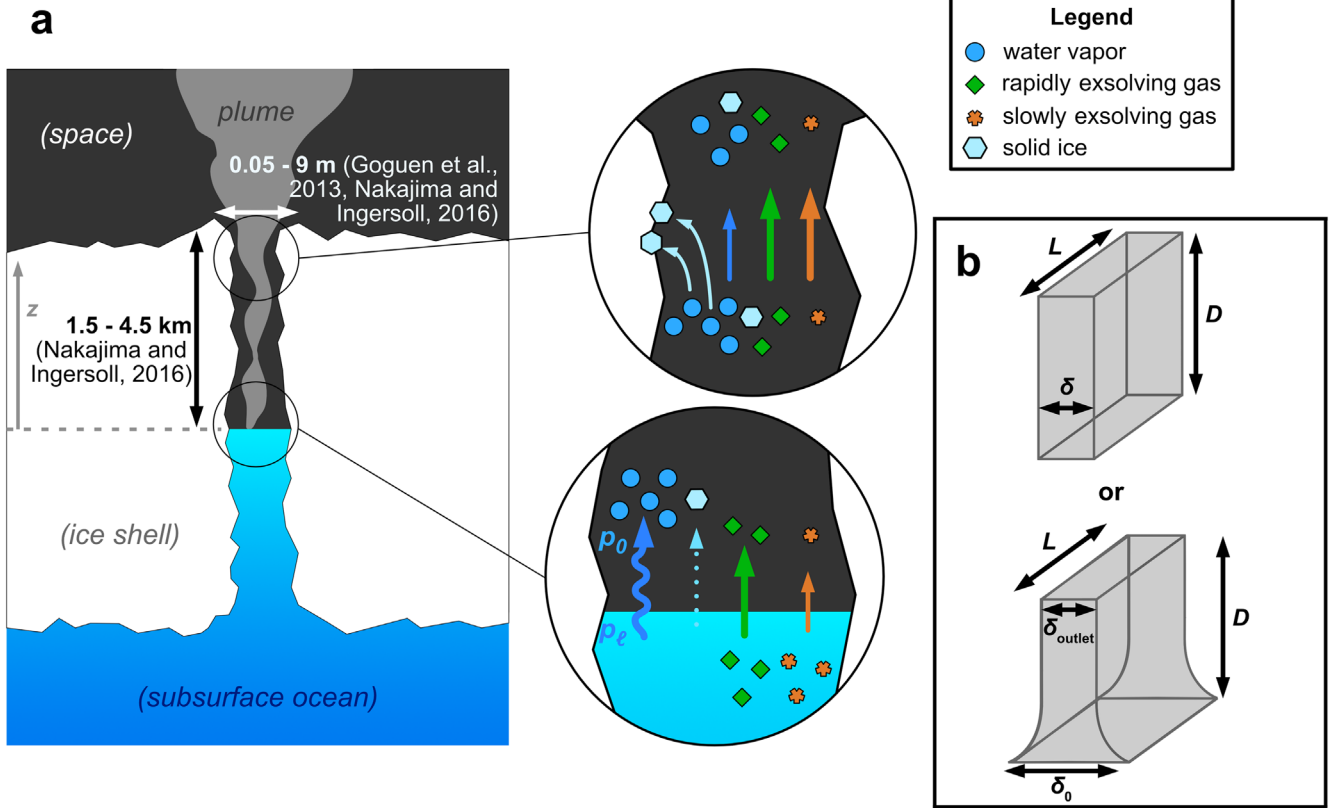 a
(space)
plume
0.05 - 9 m (Goguen et al.,
2013, Nakajima and
Ingersoll, 2016)
z
1.5 - 4.5 km
(Nakajima and
Ingersoll, 2016)
(ice shell)
(subsurface ocean)
p₀
pℓ
Legend
water vapor
rapidly exsolving gas
slowly exsolving gas
solid ice
b
L
D
δ
or
L
D
δoutlet
δ₀